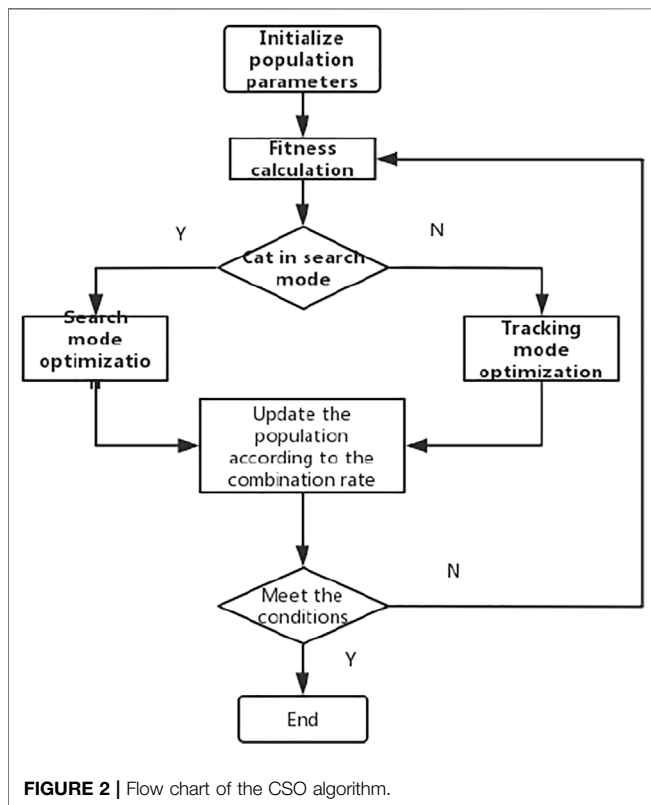 Initialize
population
parameters
Fitness
calculation
Y
N
Cat in search
mode
Search
mode
optimizatio
n
Tracking
mode
optimization
Update the
population
according to the
combination rate
N
Meet the
conditions
Y
End
FIGURE 2 | Flow chart of the CSO algorithm.